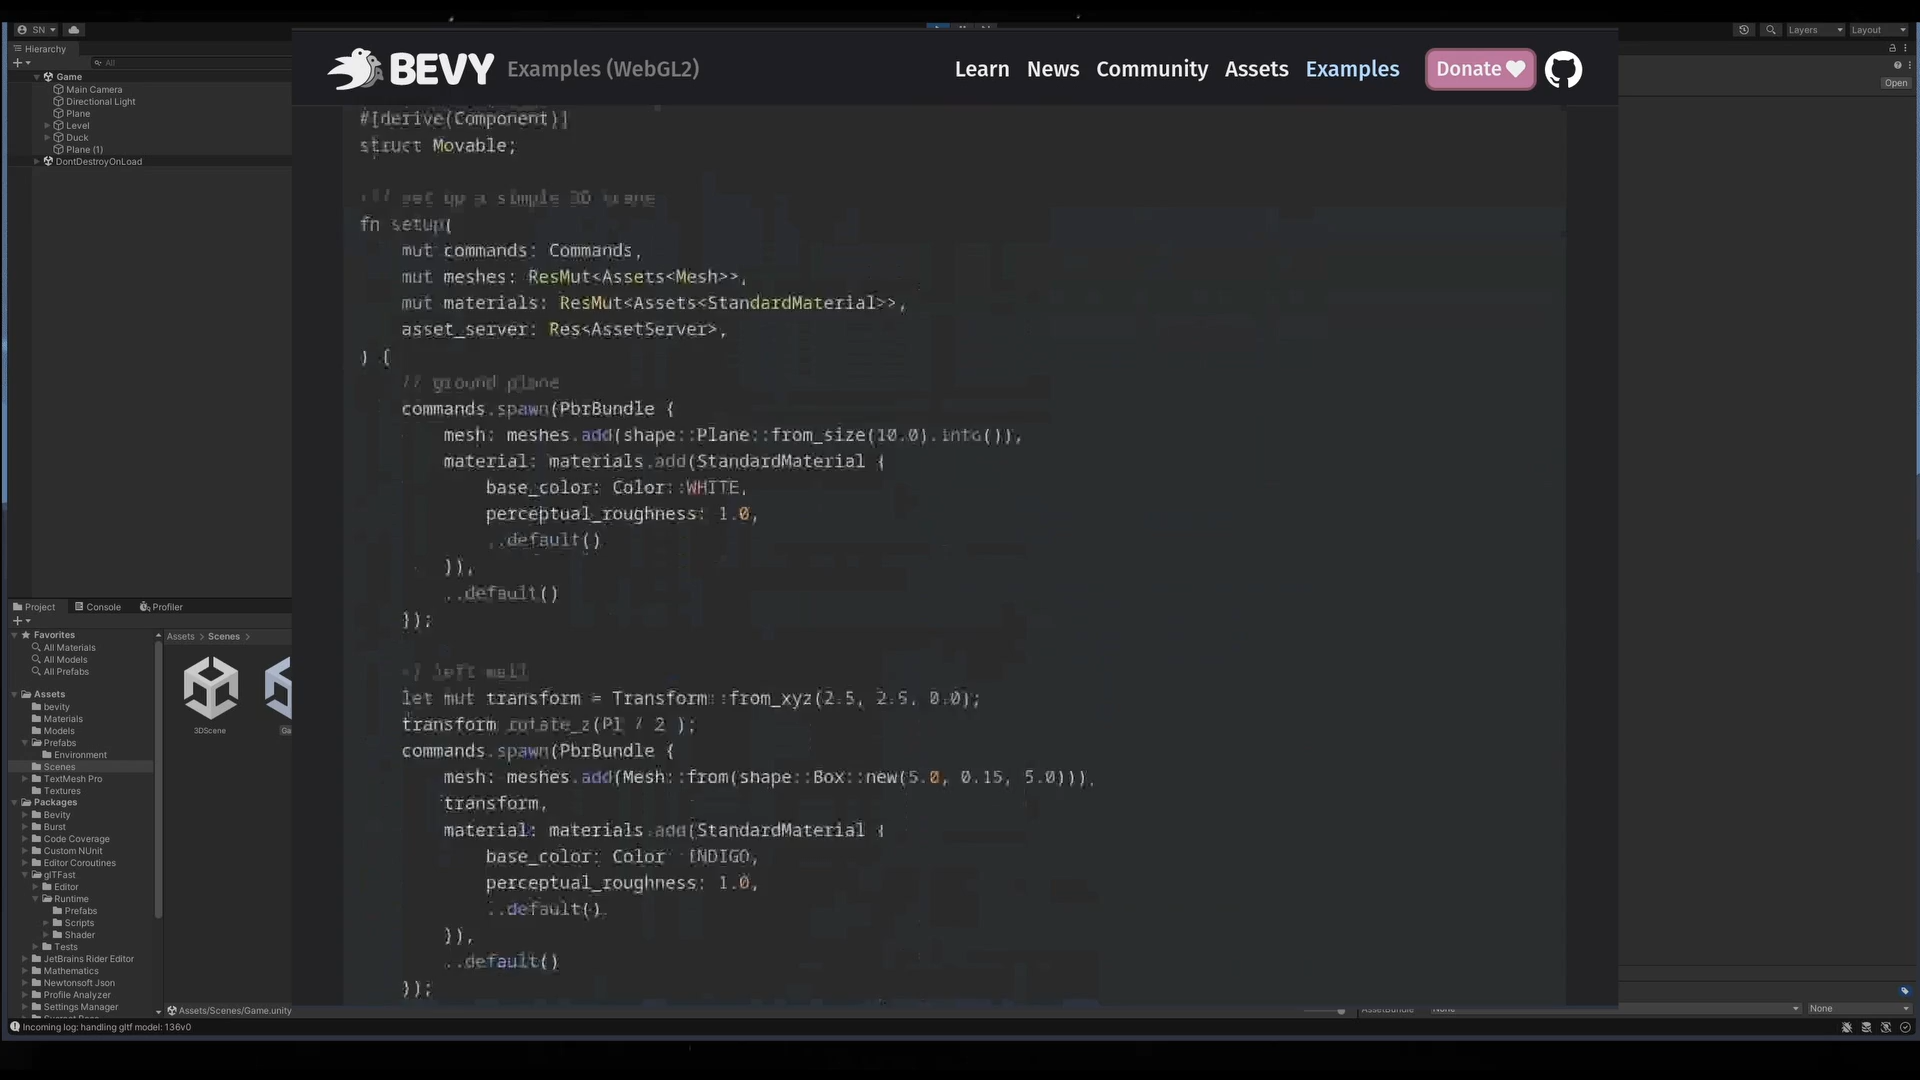 SN
Layers
Layout
Hierarchy
All
Game
Main Camera
Directional Light
Plane
Level
Duck
Plane (1)
DontDestroyOnLoad
Open
BEVY
Examples (WebGL2)
Learn
News
Community
Assets
Examples
Donate
#[derive(Component)]
struct Movable;
fn setup(
mut commands: Commands,
mut meshes: ResMut<Assets<Mesh>>,
mut materials: ResMut<Assets<StandardMaterial>>,
asset_server: Res<AssetServer>,
) {
// ground plane
commands.spawn(PbrBundle {
mesh: meshes.add(shape::Plane::from_size(10.0).into()),
material: materials.add(StandardMaterial {
base_color: Color::WHITE,
perceptual_roughness: 1.0,
..default()
}),
..default()
});
let mut transform = Transform::from_xyz(2.5, 2.5, 0.0);
transform.rotate_z(PI / 2.);
commands.spawn(PbrBundle {
mesh: meshes.add(Mesh::from(shape::Box::new(5.0, 0.15, 5.0))),
transform,
material: materials.add(StandardMaterial {
base_color: Color::INDIGO,
perceptual_roughness: 1.0,
..default()
}),
..default()
});
Project
Console
Profiler
Assets > Scenes >
Favorites
All Materials
All Models
All Prefabs
Assets
bevity
Materials
Models
Prefabs
Environment
Scenes
TextMesh Pro
Textures
Packages
Bevity
Burst
Code Coverage
Custom NUnit
Editor Coroutines
glTFast
Editor
Runtime
Prefabs
Scripts
Shader
Tests
JetBrains Rider Editor
Mathematics
Newtonsoft Json
Profile Analyzer
Settings Manager
3DScene
Assets/Scenes/Game.unity
None
Incoming log: handling gltf model: 136v0